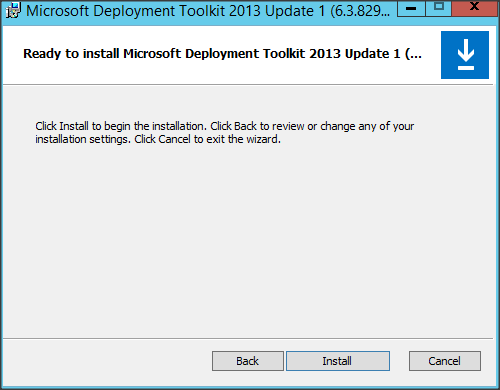 Microsoft Deployment Toolkit 2013 Update 1 (6.3.829...
Ready to install Microsoft Deployment Toolkit 2013 Update 1 (...
Click Install to begin the installation. Click Back to review or change any of your
installation settings. Click Cancel to exit the wizard.
Back Install Cancel